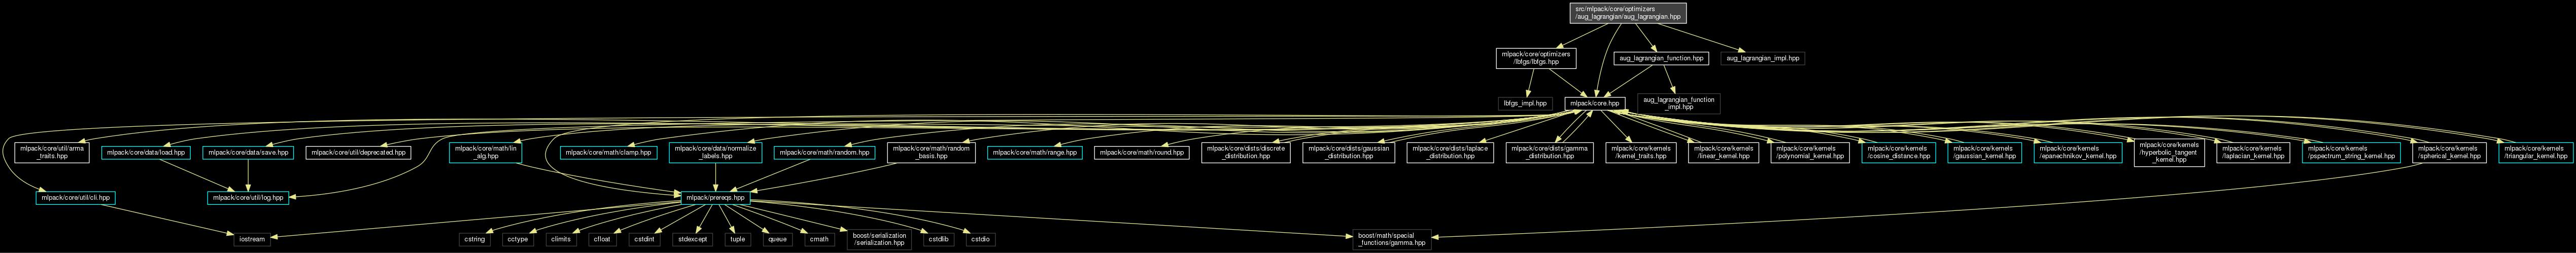 src/mlpack/core/optimizers
/aug_lagrangian/aug_lagrangian.hpp
mlpack/core/optimizers
/lbfgs/lbfgs.hpp
aug_lagrangian_function.hpp
aug_lagrangian_impl.hpp
lbfgs_impl.hpp
mlpack/core.hpp
aug_lagrangian_function
_impl.hpp
mlpack/core/util/arma
_traits.hpp
mlpack/core/data/load.hpp
mlpack/core/data/save.hpp
mlpack/core/util/deprecated.hpp
mlpack/core/math/lin
_alg.hpp
mlpack/core/math/clamp.hpp
mlpack/core/data/normalize
_labels.hpp
mlpack/core/math/random.hpp
mlpack/core/math/random
_basis.hpp
mlpack/core/math/range.hpp
mlpack/core/math/round.hpp
mlpack/core/dists/discrete
_distribution.hpp
mlpack/core/dists/gaussian
_distribution.hpp
mlpack/core/dists/laplace
_distribution.hpp
mlpack/core/dists/gamma
_distribution.hpp
mlpack/core/kernels
/kernel_traits.hpp
mlpack/core/kernels
/linear_kernel.hpp
mlpack/core/kernels
/polynomial_kernel.hpp
mlpack/core/kernels
/cosine_distance.hpp
mlpack/core/kernels
/gaussian_kernel.hpp
mlpack/core/kernels
/epanechnikov_kernel.hpp
mlpack/core/kernels
/hyperbolic_tangent
_kernel.hpp
mlpack/core/kernels
/laplacian_kernel.hpp
mlpack/core/kernels
/pspectrum_string_kernel.hpp
mlpack/core/kernels
/spherical_kernel.hpp
mlpack/core/kernels
/triangular_kernel.hpp
mlpack/core/util/cli.hpp
mlpack/core/util/log.hpp
mlpack/prereqs.hpp
iostream
cstring
cctype
climits
cfloat
cstdint
stdexcept
tuple
queue
cmath
boost/serialization
/serialization.hpp
cstdlib
cstdio
boost/math/special
_functions/gamma.hpp